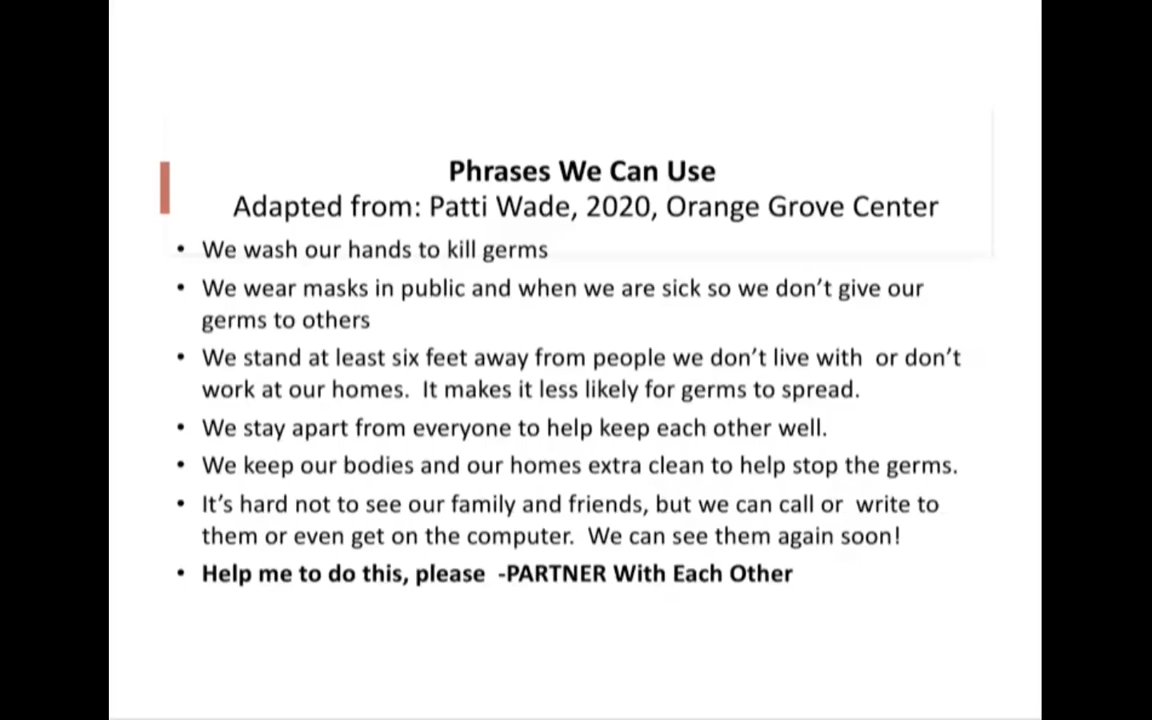 Phrases We Can Use
Adapted from: Patti Wade, 2020, Orange Grove Center
• We wash our hands to kill germs
• We wear masks in public and when we are sick so we don’t give our
germs to others
• We stand at least six feet away from people we don’t live with  or don’t
work at our homes.  It makes it less likely for germs to spread.
• We stay apart from everyone to help keep each other well.
• We keep our bodies and our homes extra clean to help stop the germs.
• It’s hard not to see our family and friends, but we can call or  write to
them or even get on the computer.  We can see them again soon!
• Help me to do this, please  -PARTNER With Each Other